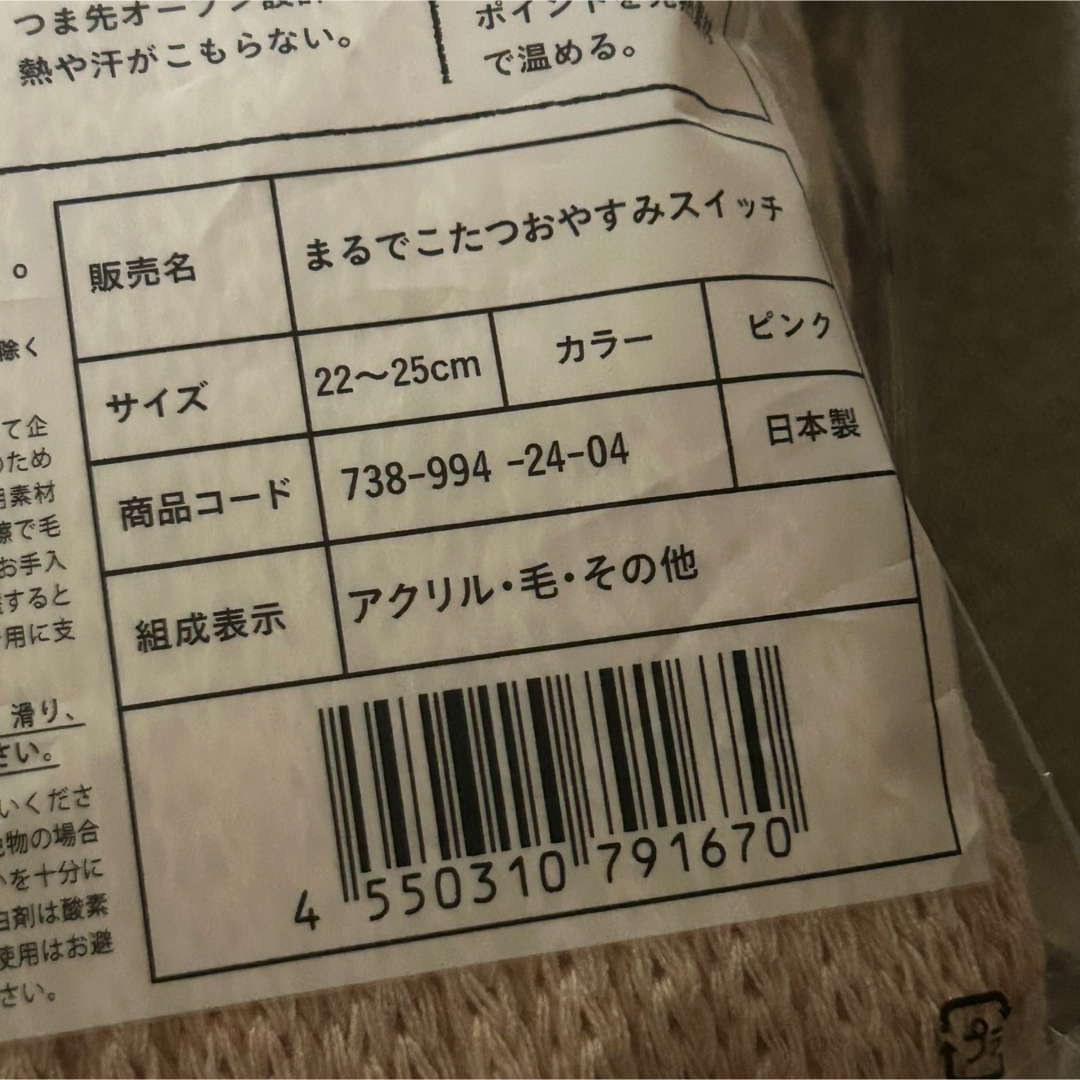 つま先オープン設計
熱や汗がこもらない。
で温める。
販売名 まるでこたつおやすみスイッチ
サイズ 22～25cm カラー ピンク
商品コード 738-994 -24-04 日本製
組成表示 アクリル・毛・その他
4 550310 791670
。
除く
て企
ため
素材
で毛
お手入
すると
用に支
滑り、
さい。
いくださ
物の場合
を十分に
白剤は酸素
使用はお避
さい。
プラ